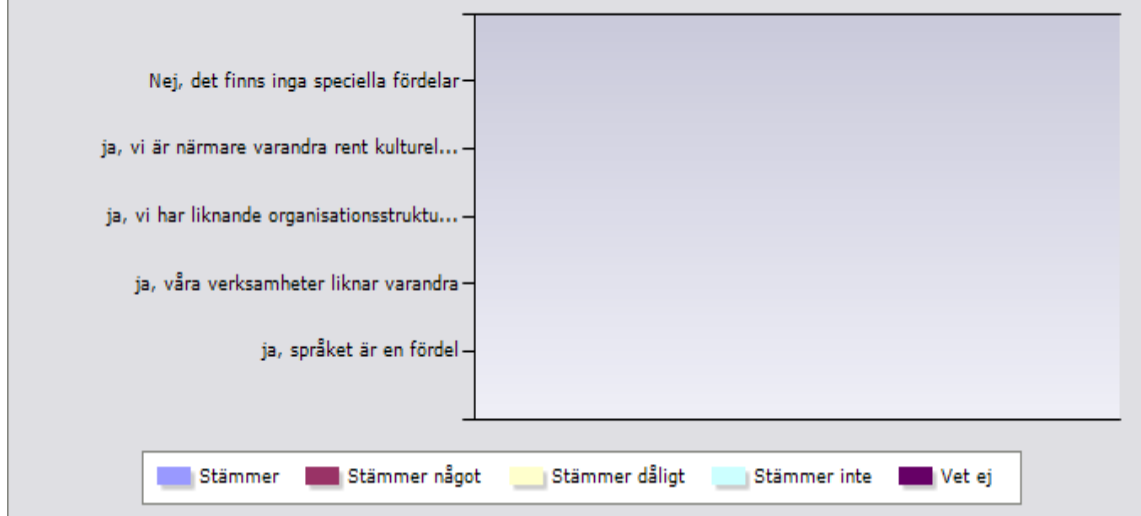 Nej, det finns inga speciella fördelar
ja, vi är närmare varandra rent kulturel...
ja, vi har liknande organisationsstruktu...
ja, våra verksamheter liknar varandra
ja, språket är en fördel
Stämmer Stämmer något Stämmer dåligt Stämmer inte Vet ej